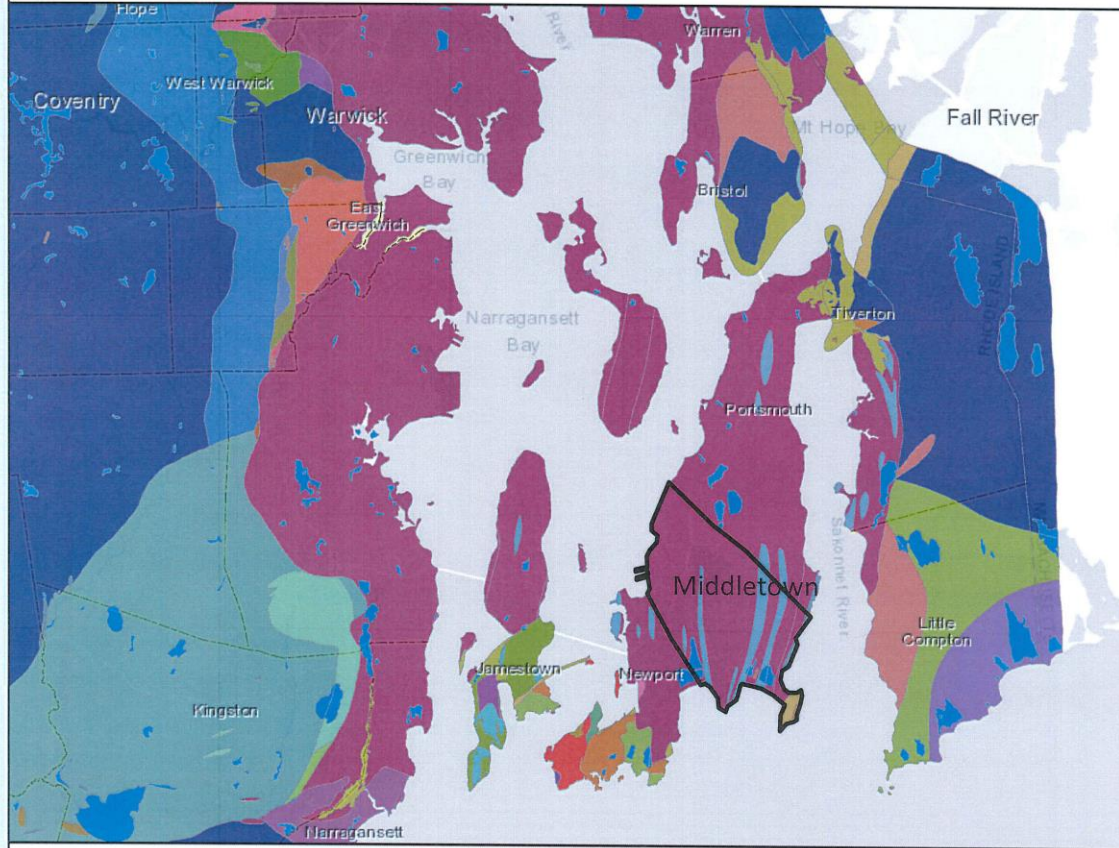 Hope
River
Warren
West Warwick
Coventry
Warwick
Fall River
Mt Hope Bay
Greenwich
Bay
Bristol
East
Greenwich
RHODE ISLAND
Tiverton
Narragansett
Bay
Portsmouth
Sakonnet River
Middletown
Little
Compton
Jamestown
Newport
Kingston
Narragansett